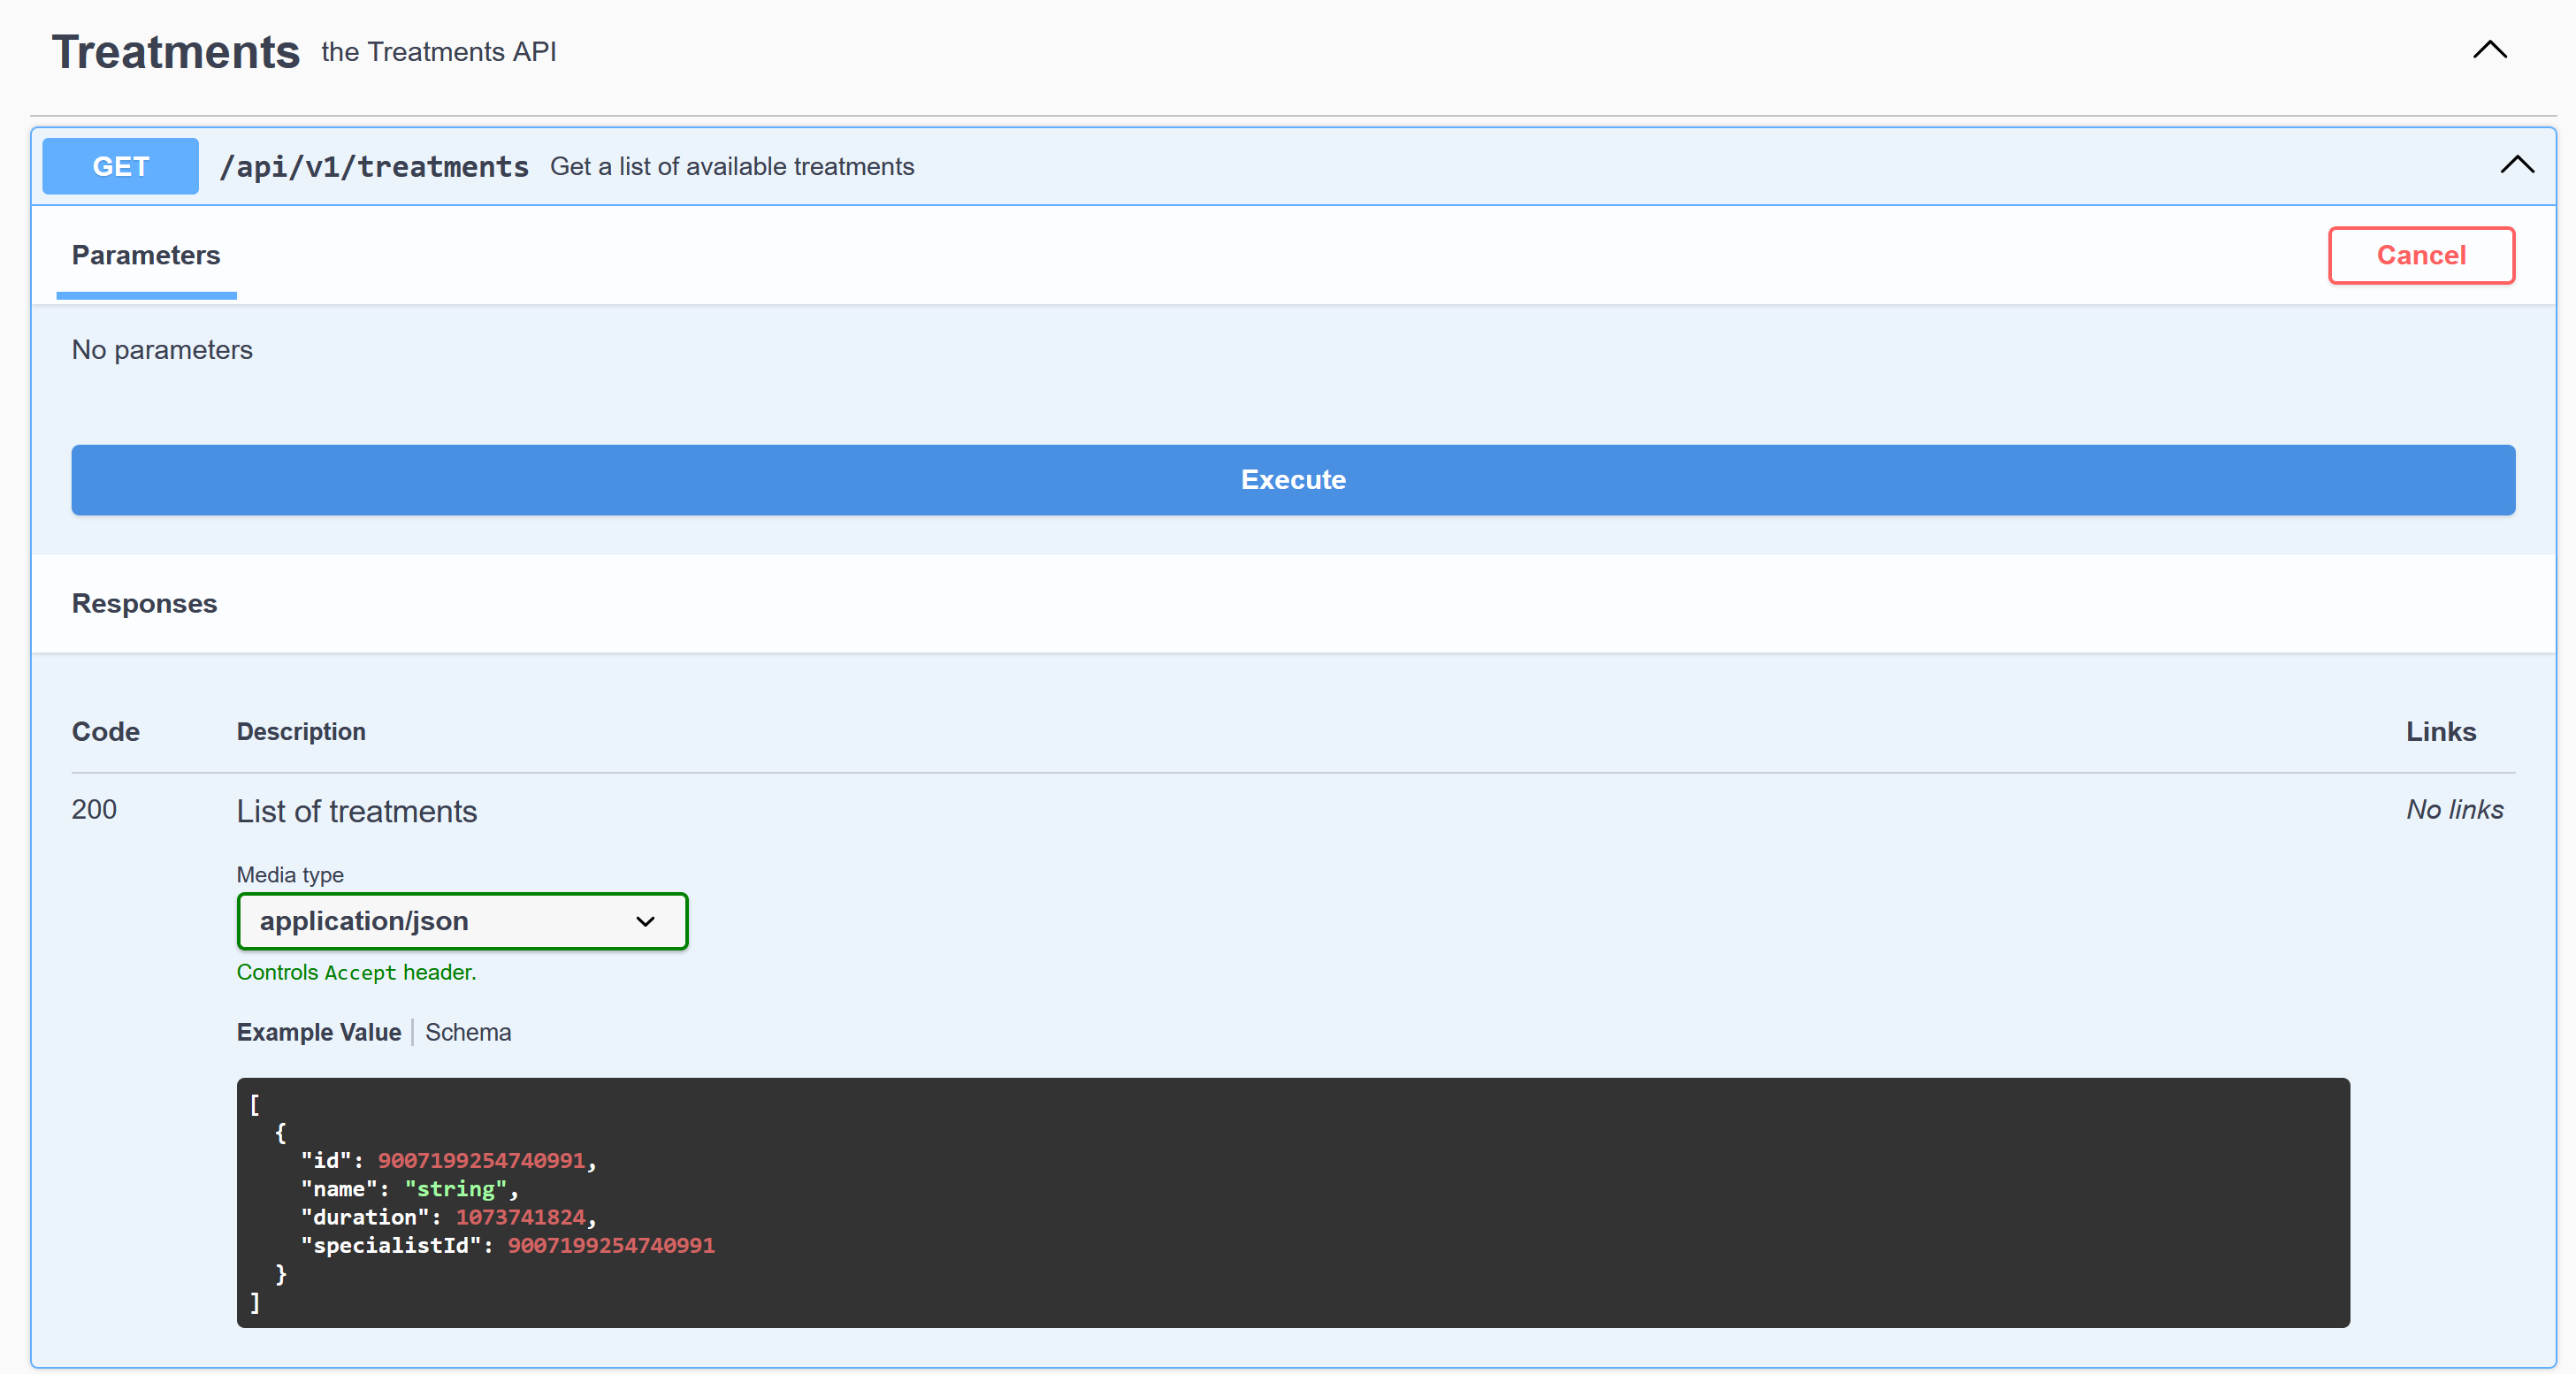 Treatments the Treatments API
GET /api/v1/treatments Get a list of available treatments
Parameters Cancel
No parameters
Execute
Responses
Code Description Links
200 List of treatments No links
Media type
application/json
Controls Accept header.
Example Value Schema
[
  {
    "id": 9007199254740991,
    "name": "string",
    "duration": 1073741824,
    "specialistId": 9007199254740991
  }
]